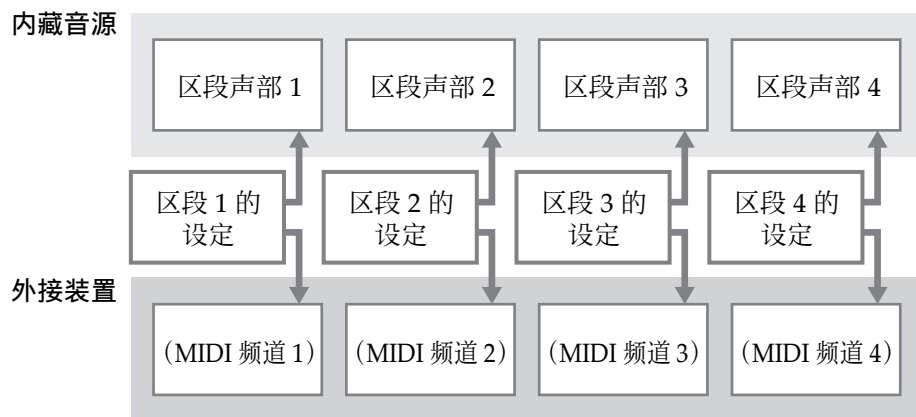 内藏音源
区段声部 1
区段声部 2
区段声部 3
区段声部 4
区段 1 的
设定
区段 2 的
设定
区段 3 的
设定
区段 4 的
设定
外接装置
（MIDI 频道 1）
（MIDI 频道 2）
（MIDI 频道 3）
（MIDI 频道 4）